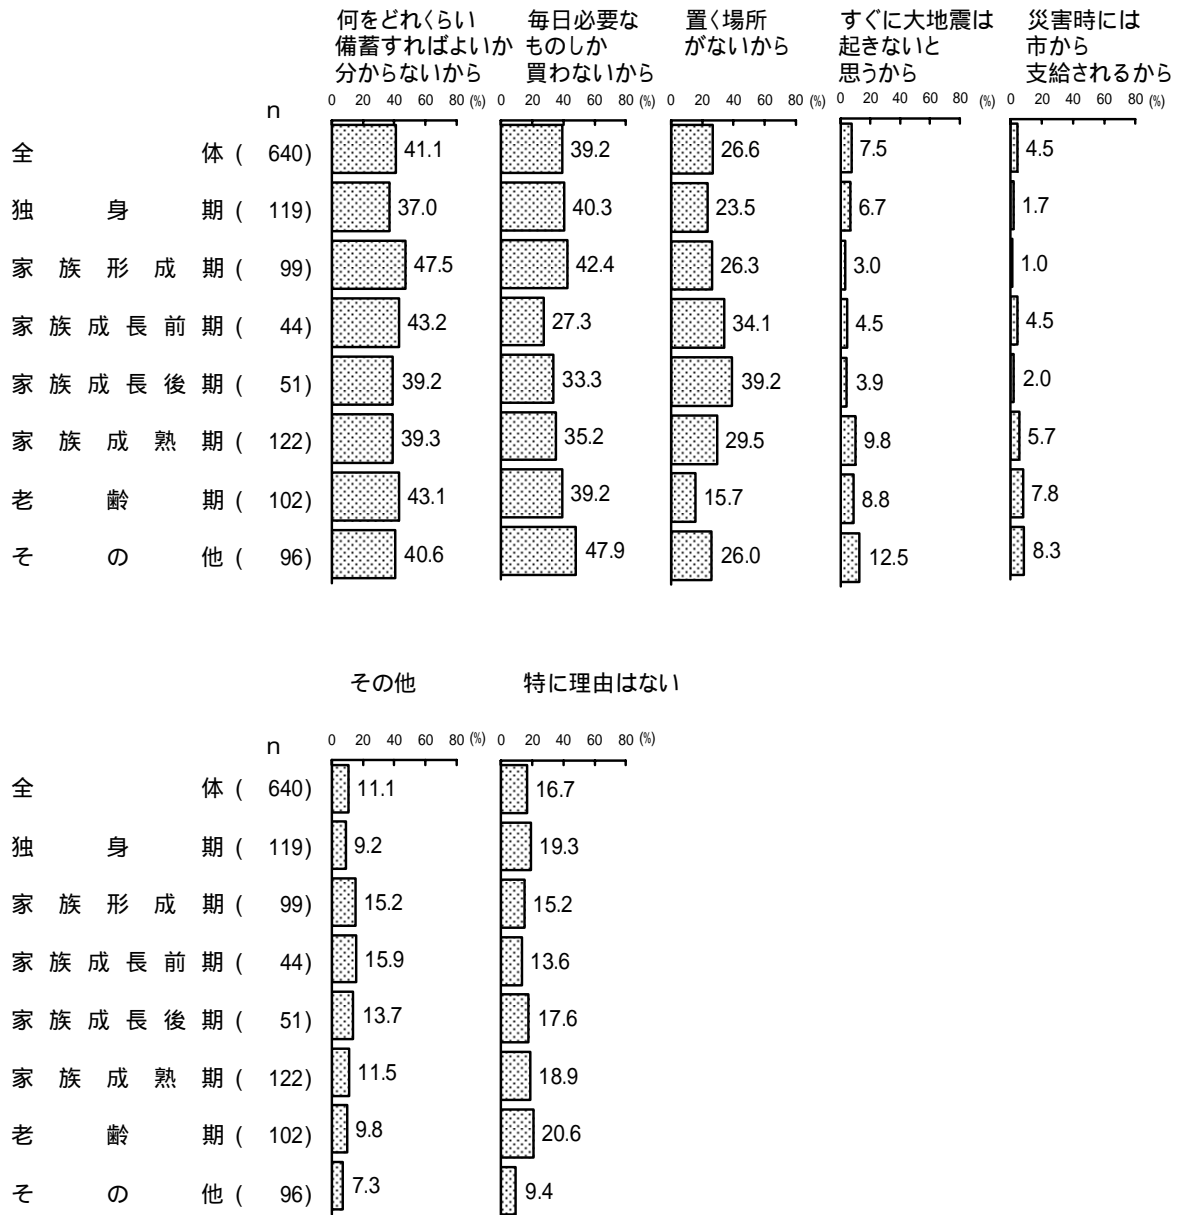 何をどれくらい 毎日必要な 置く場所 すぐに大地震は 災害時には
備蓄すればよいか ものしか がないから 起きないと 市から
分からないから 買わないから 思うから 支給されるから
n 0 20 40 60 80 (%) 0 20 40 60 80 (%) 0 20 40 60 80 (%) 0 20 40 60 80 (%) 0 20 40 60 80 (%)
全体 ( 640) 41.1 39.2 26.6 7.5 4.5
独身期 ( 119) 37.0 40.3 23.5 6.7 1.7
家族形成期 ( 99) 47.5 42.4 26.3 3.0 1.0
家族成長前期 ( 44) 43.2 27.3 34.1 4.5 4.5
家族成長後期 ( 51) 39.2 33.3 39.2 3.9 2.0
家族成熟期 ( 122) 39.3 35.2 29.5 9.8 5.7
老齢期 ( 102) 43.1 39.2 15.7 8.8 7.8
その他 ( 96) 40.6 47.9 26.0 12.5 8.3
その他 特に理由はない
n 0 20 40 60 80 (%) 0 20 40 60 80 (%)
全体 ( 640) 11.1 16.7
独身期 ( 119) 9.2 19.3
家族形成期 ( 99) 15.2 15.2
家族成長前期 ( 44) 15.9 13.6
家族成長後期 ( 51) 13.7 17.6
家族成熟期 ( 122) 11.5 18.9
老齢期 ( 102) 9.8 20.6
その他 ( 96) 7.3 9.4